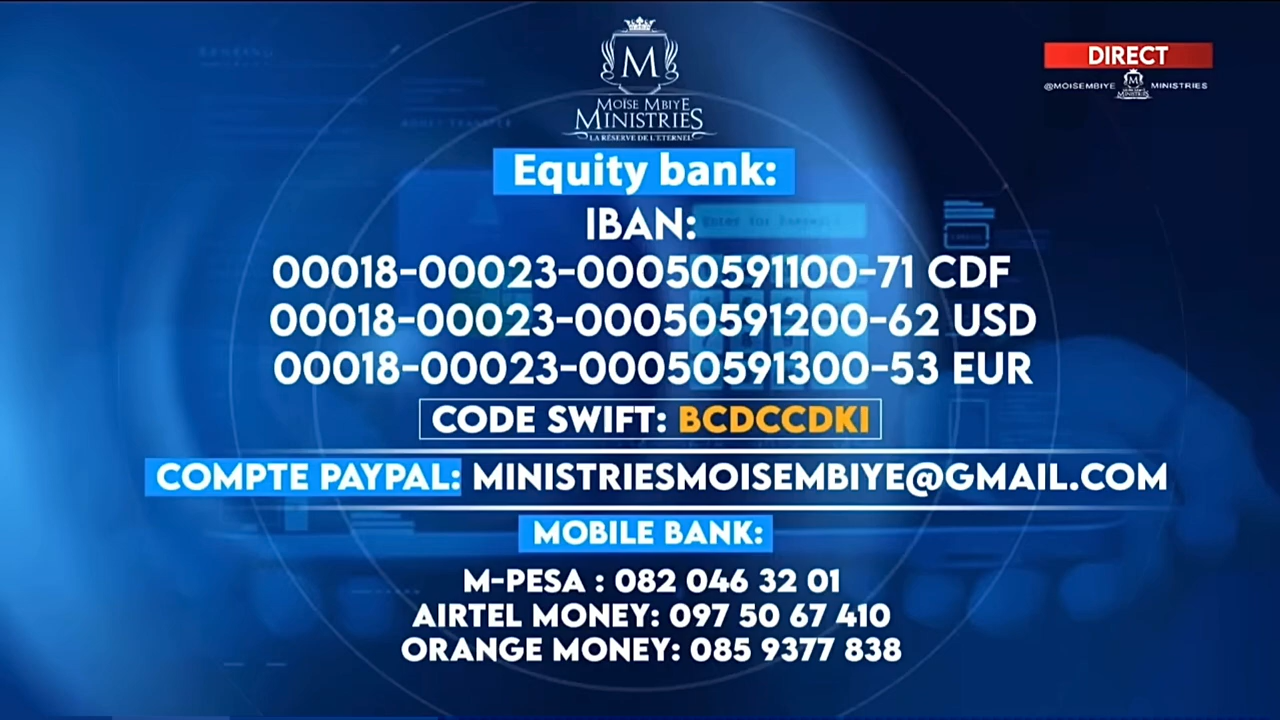 DIRECT
@MOISEMBIYE M MINISTRIES
M
MOÏSE MBIYE
MINISTRIES
LA RÉSERVE DE L'ETERNEL
Equity bank:
IBAN:
00018-00023-00050591100-71 CDF
00018-00023-00050591200-62 USD
00018-00023-00050591300-53 EUR
CODE SWIFT: BCDCCDKI
COMPTE PAYPAL: MINISTRIESMOISEMBIYE@GMAIL.COM
MOBILE BANK:
M-PESA : 082 046 32 01
AIRTEL MONEY: 097 50 67 410
ORANGE MONEY: 085 9377 838